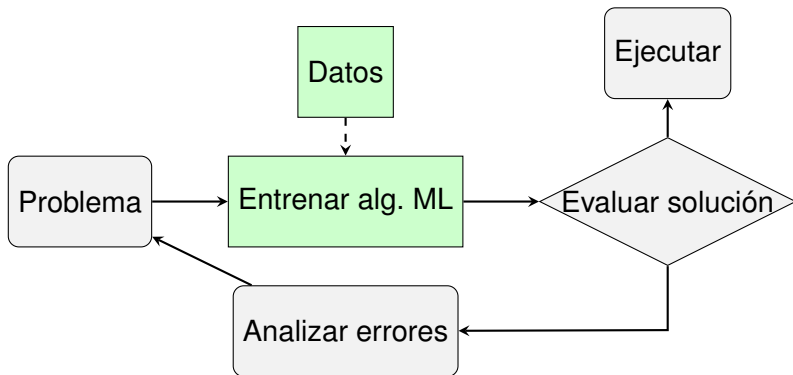 Ejecutar
Datos
Problema
Entrenar alg. ML
Evaluar solución
Analizar errores